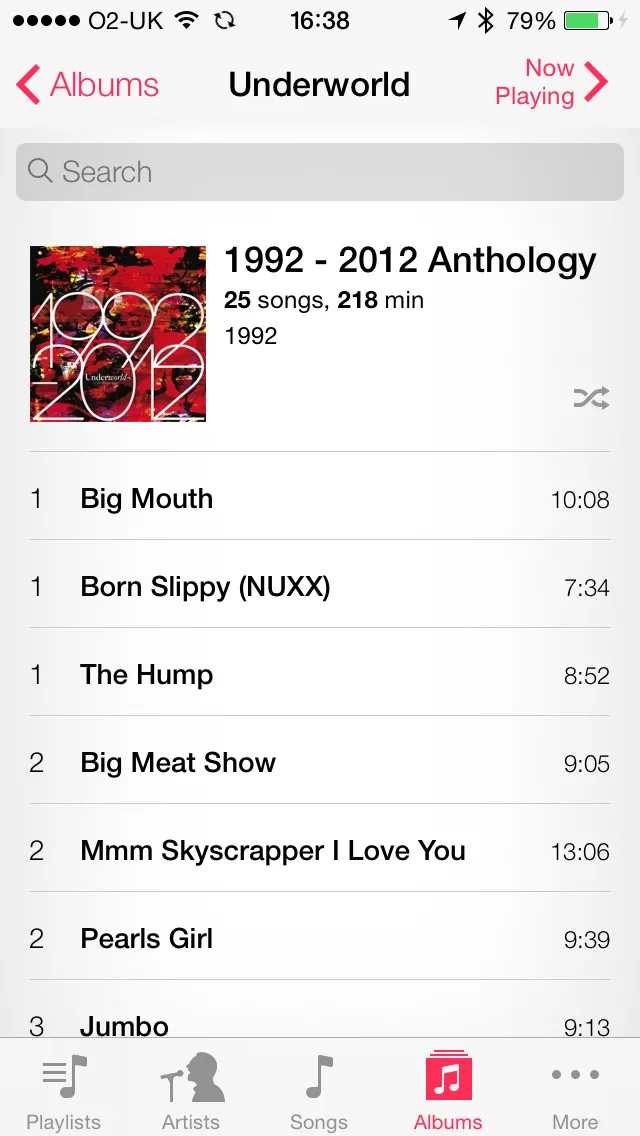 O2-UK 16:38 79%
Albums Underworld Now
Playing
Search
1992
2012
Underworld
1992 - 2012 Anthology
25 songs, 218 min
1992
1 Big Mouth 10:08
1 Born Slippy (NUXX) 7:34
1 The Hump 8:52
2 Big Meat Show 9:05
2 Mmm Skyscrapper I Love You 13:06
2 Pearls Girl 9:39
3 Jumbo 9:13
Playlists Artists Songs Albums More